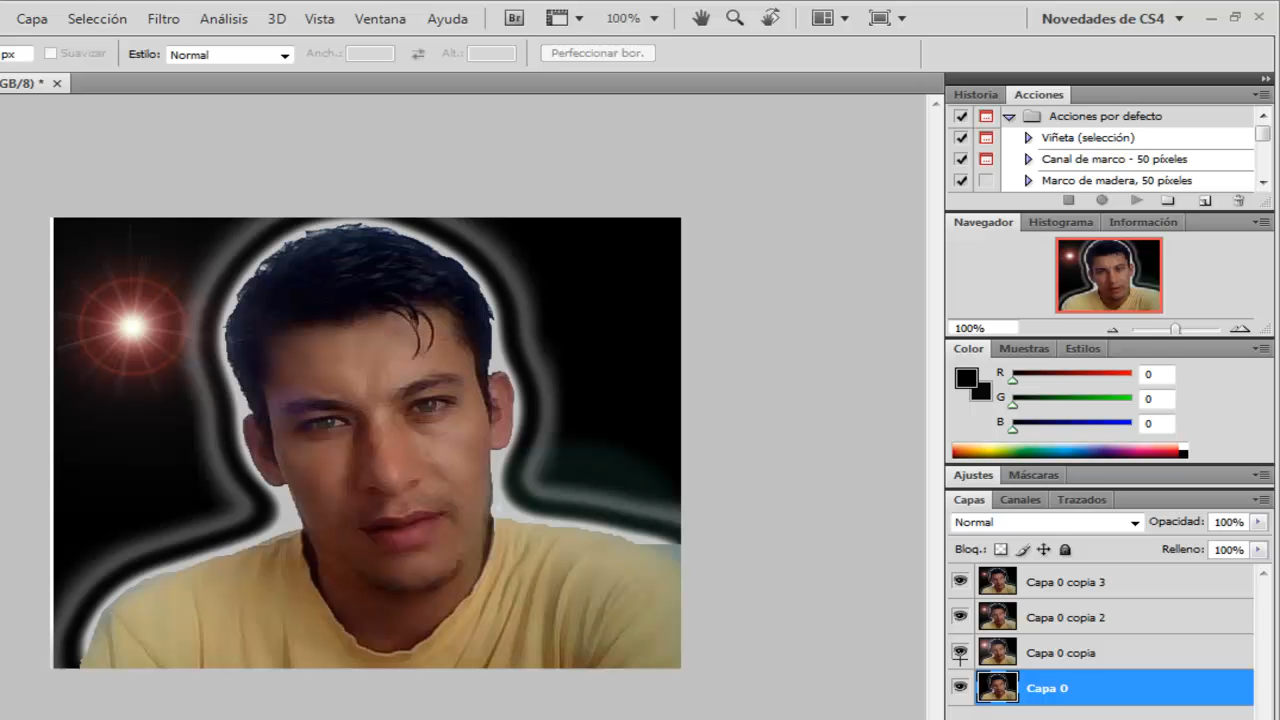 Capa Selección Filtro Análisis 3D Vista Ventana Ayuda Br 100% Novedades de CS4
px Suavizar Estilo: Normal Anch.: Alt.: Perfeccionar bor.
GB/8) *
Historia Acciones
Acciones por defecto
Viñeta (selección)
Canal de marco - 50 píxeles
Marco de madera, 50 píxeles
Navegador Histograma Información
100%
Color Muestras Estilos
R 0
G 0
B 0
Ajustes Máscaras
Capas Canales Trazados
Normal Opacidad: 100%
Bloq.: Relleno: 100%
Capa 0 copia 3
Capa 0 copia 2
Capa 0 copia
Capa 0